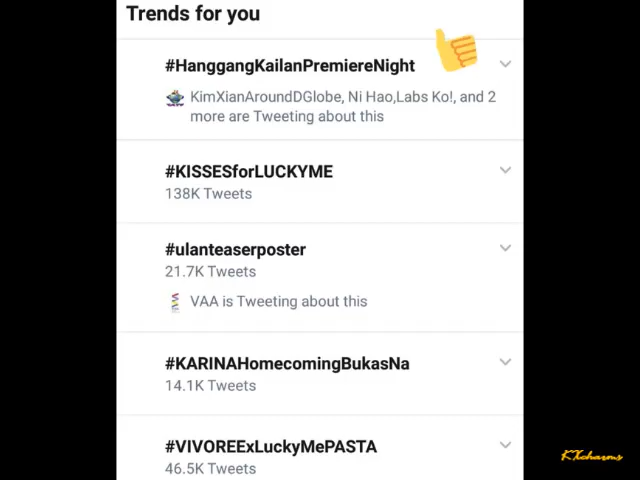 Trends for you
#HanggangKailanPremiereNight
KimXianAroundDGlobe, Ni Hao,Labs Ko!, and 2
more are Tweeting about this
#KISSESforLUCKYME
138K Tweets
#ulanteaserposter
21.7K Tweets
VAA is Tweeting about this
#KARINAHomecomingBukasNa
14.1K Tweets
#VIVOREExLuckyMePASTA
46.5K Tweets
KXcharms